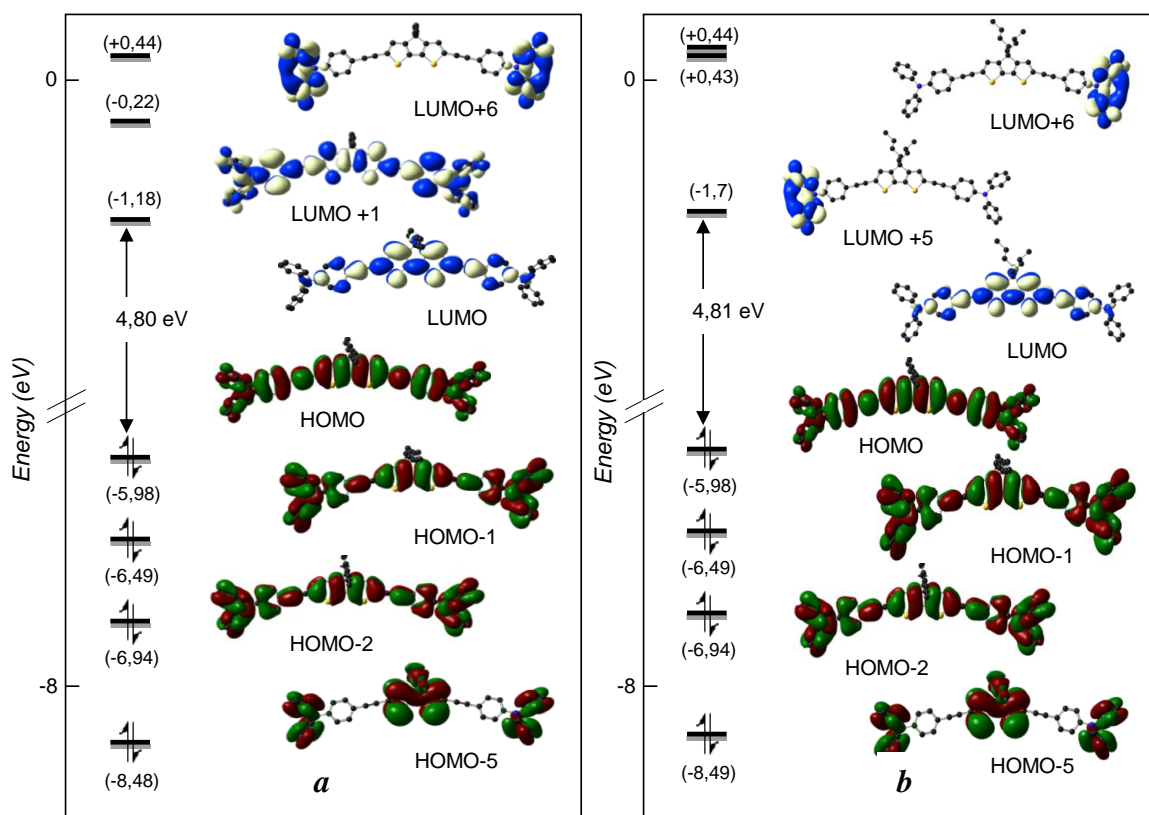 Energy (eV)
0
-8
(+0,44)
(-0,22)
(-1,18)
4,80 eV
(-5,98)
(-6,49)
(-6,94)
(-8,48)
LUMO+6
LUMO +1
LUMO
HOMO
HOMO-1
HOMO-2
HOMO-5
a
Energy (eV)
0
-8
(+0,44)
(+0,43)
(-1,7)
4,81 eV
(-5,98)
(-6,49)
(-6,94)
(-8,49)
LUMO+6
LUMO +5
LUMO
HOMO
HOMO-1
HOMO-2
HOMO-5
b